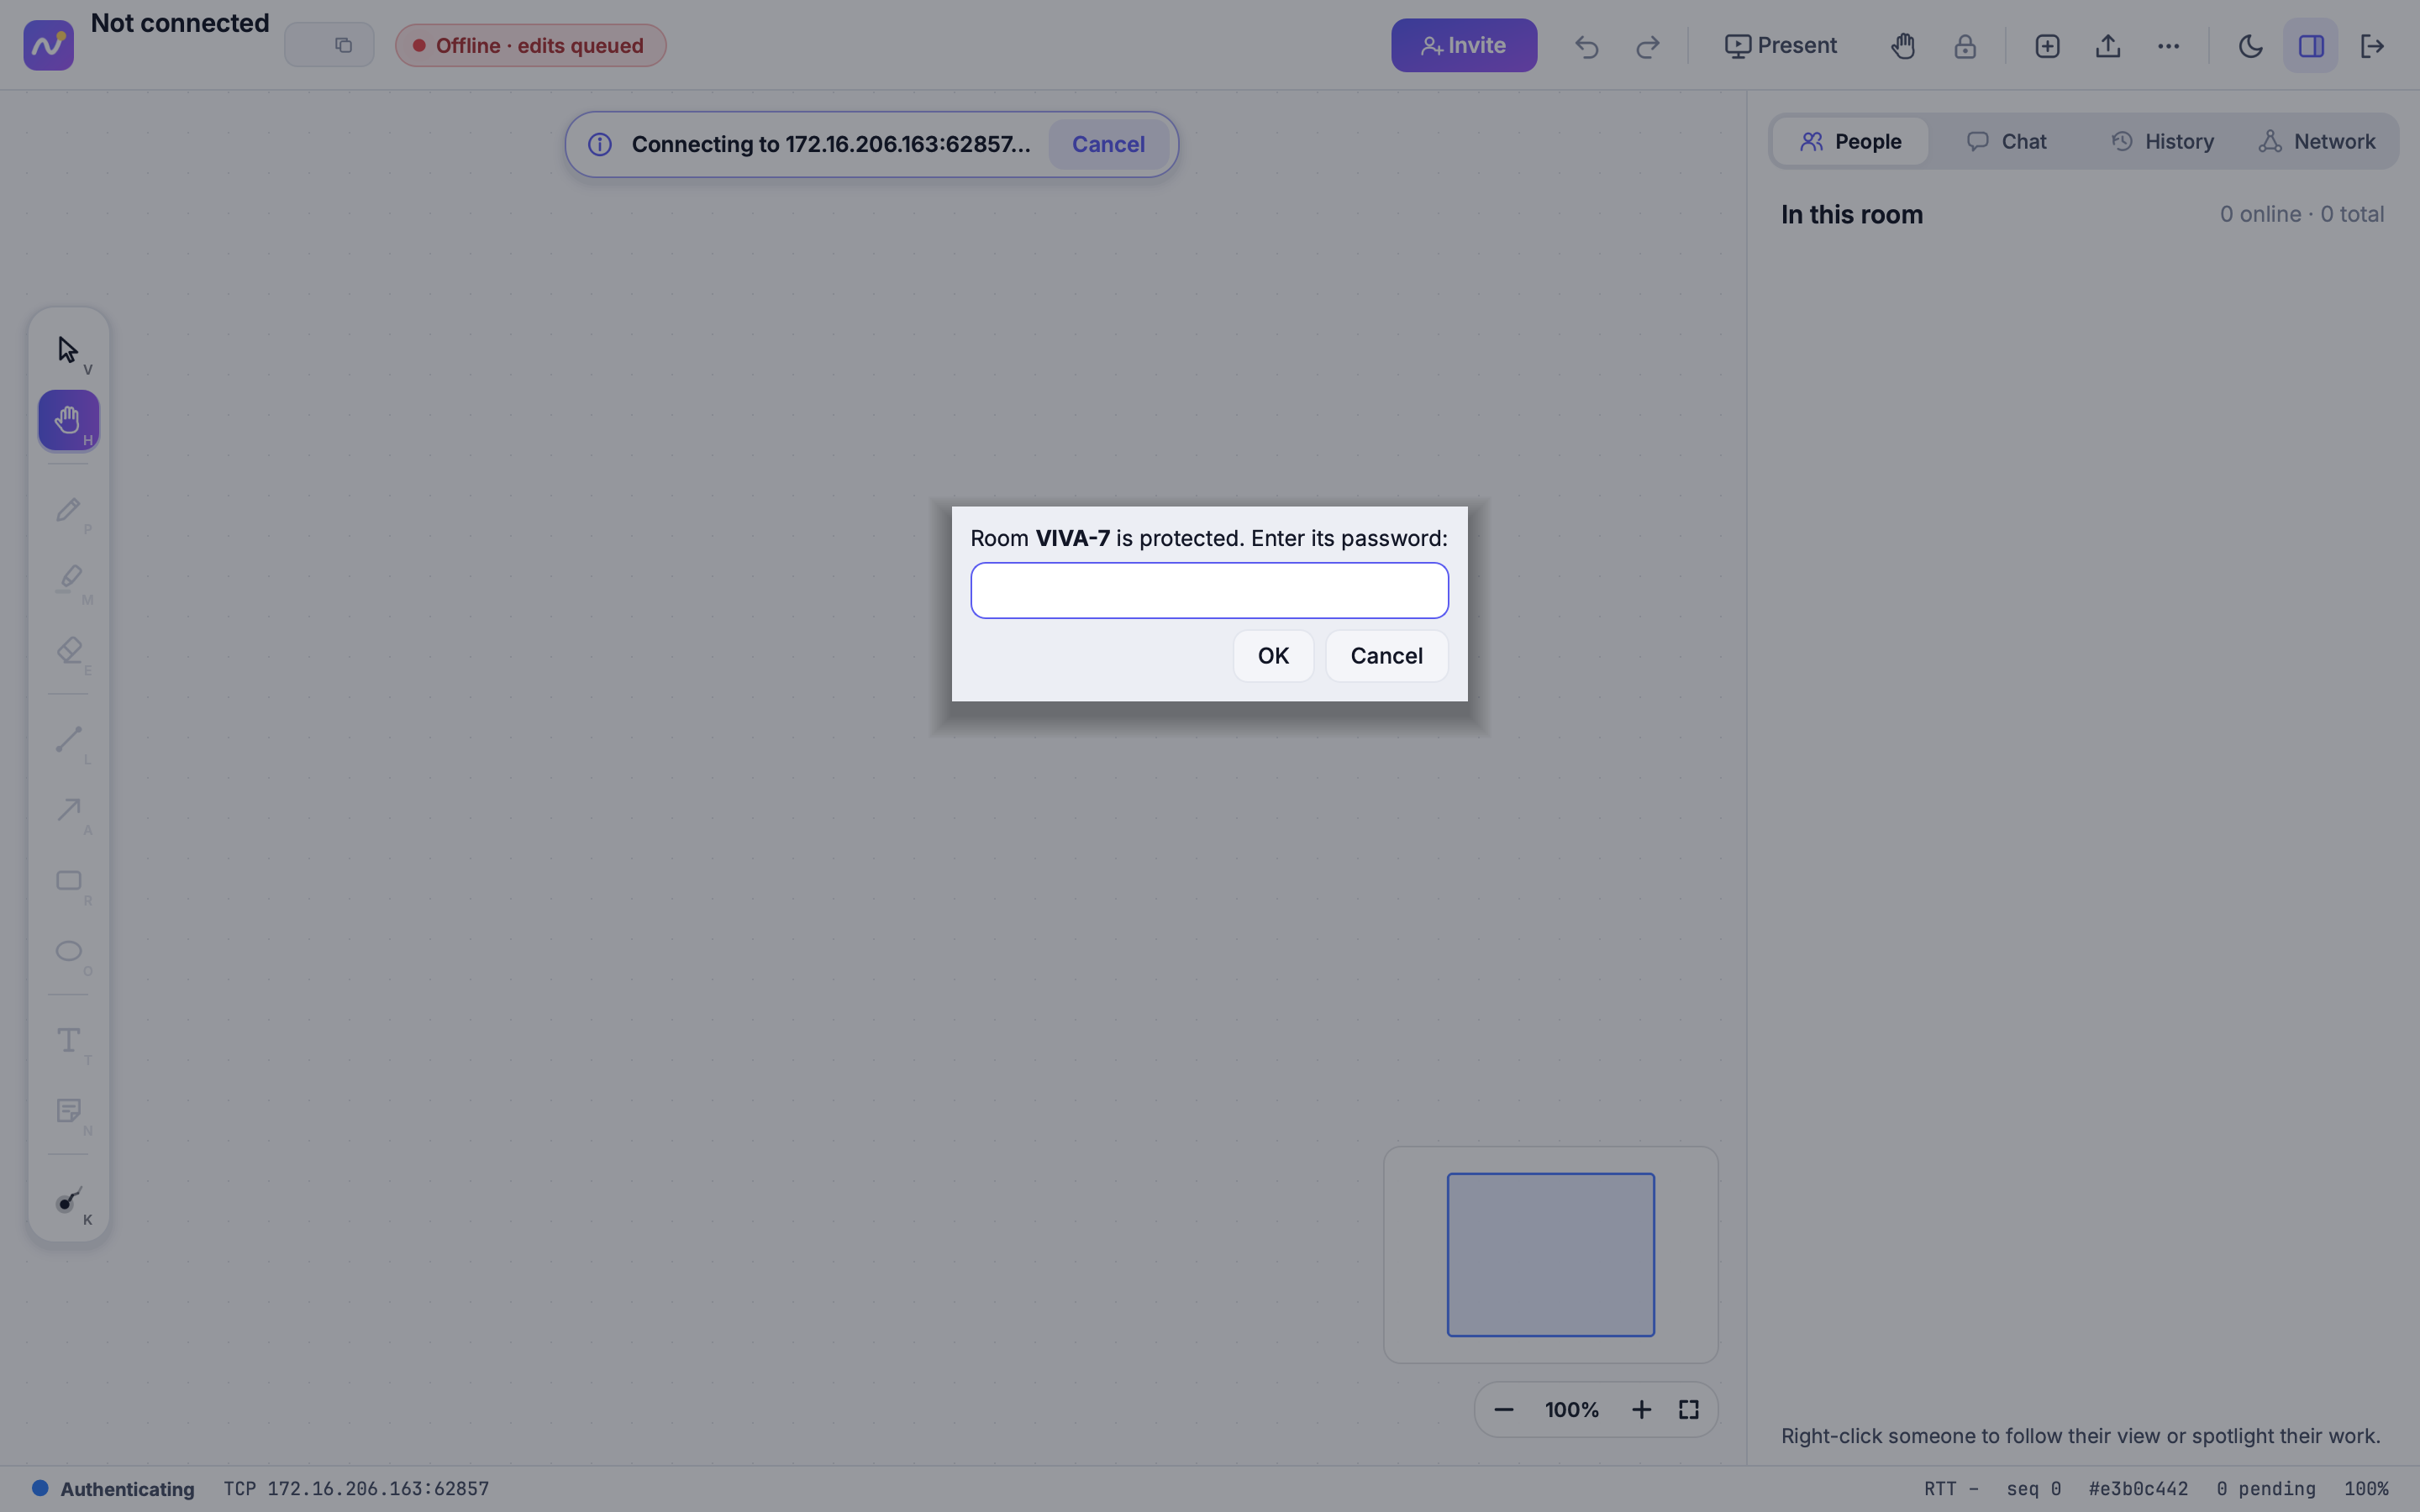 Not connected
Offline · edits queued
Invite
Present
Connecting to 172.16.206.163:62857...
Cancel
People
Chat
History
Network
In this room
0 online · 0 total
V
H
P
M
E
L
A
R
O
T
N
K
Room VIVA-7 is protected. Enter its password:
OK
Cancel
100%
Right-click someone to follow their view or spotlight their work.
Authenticating
TCP 172.16.206.163:62857
RTT –
seq 0
#e3b0c442
0 pending
100%